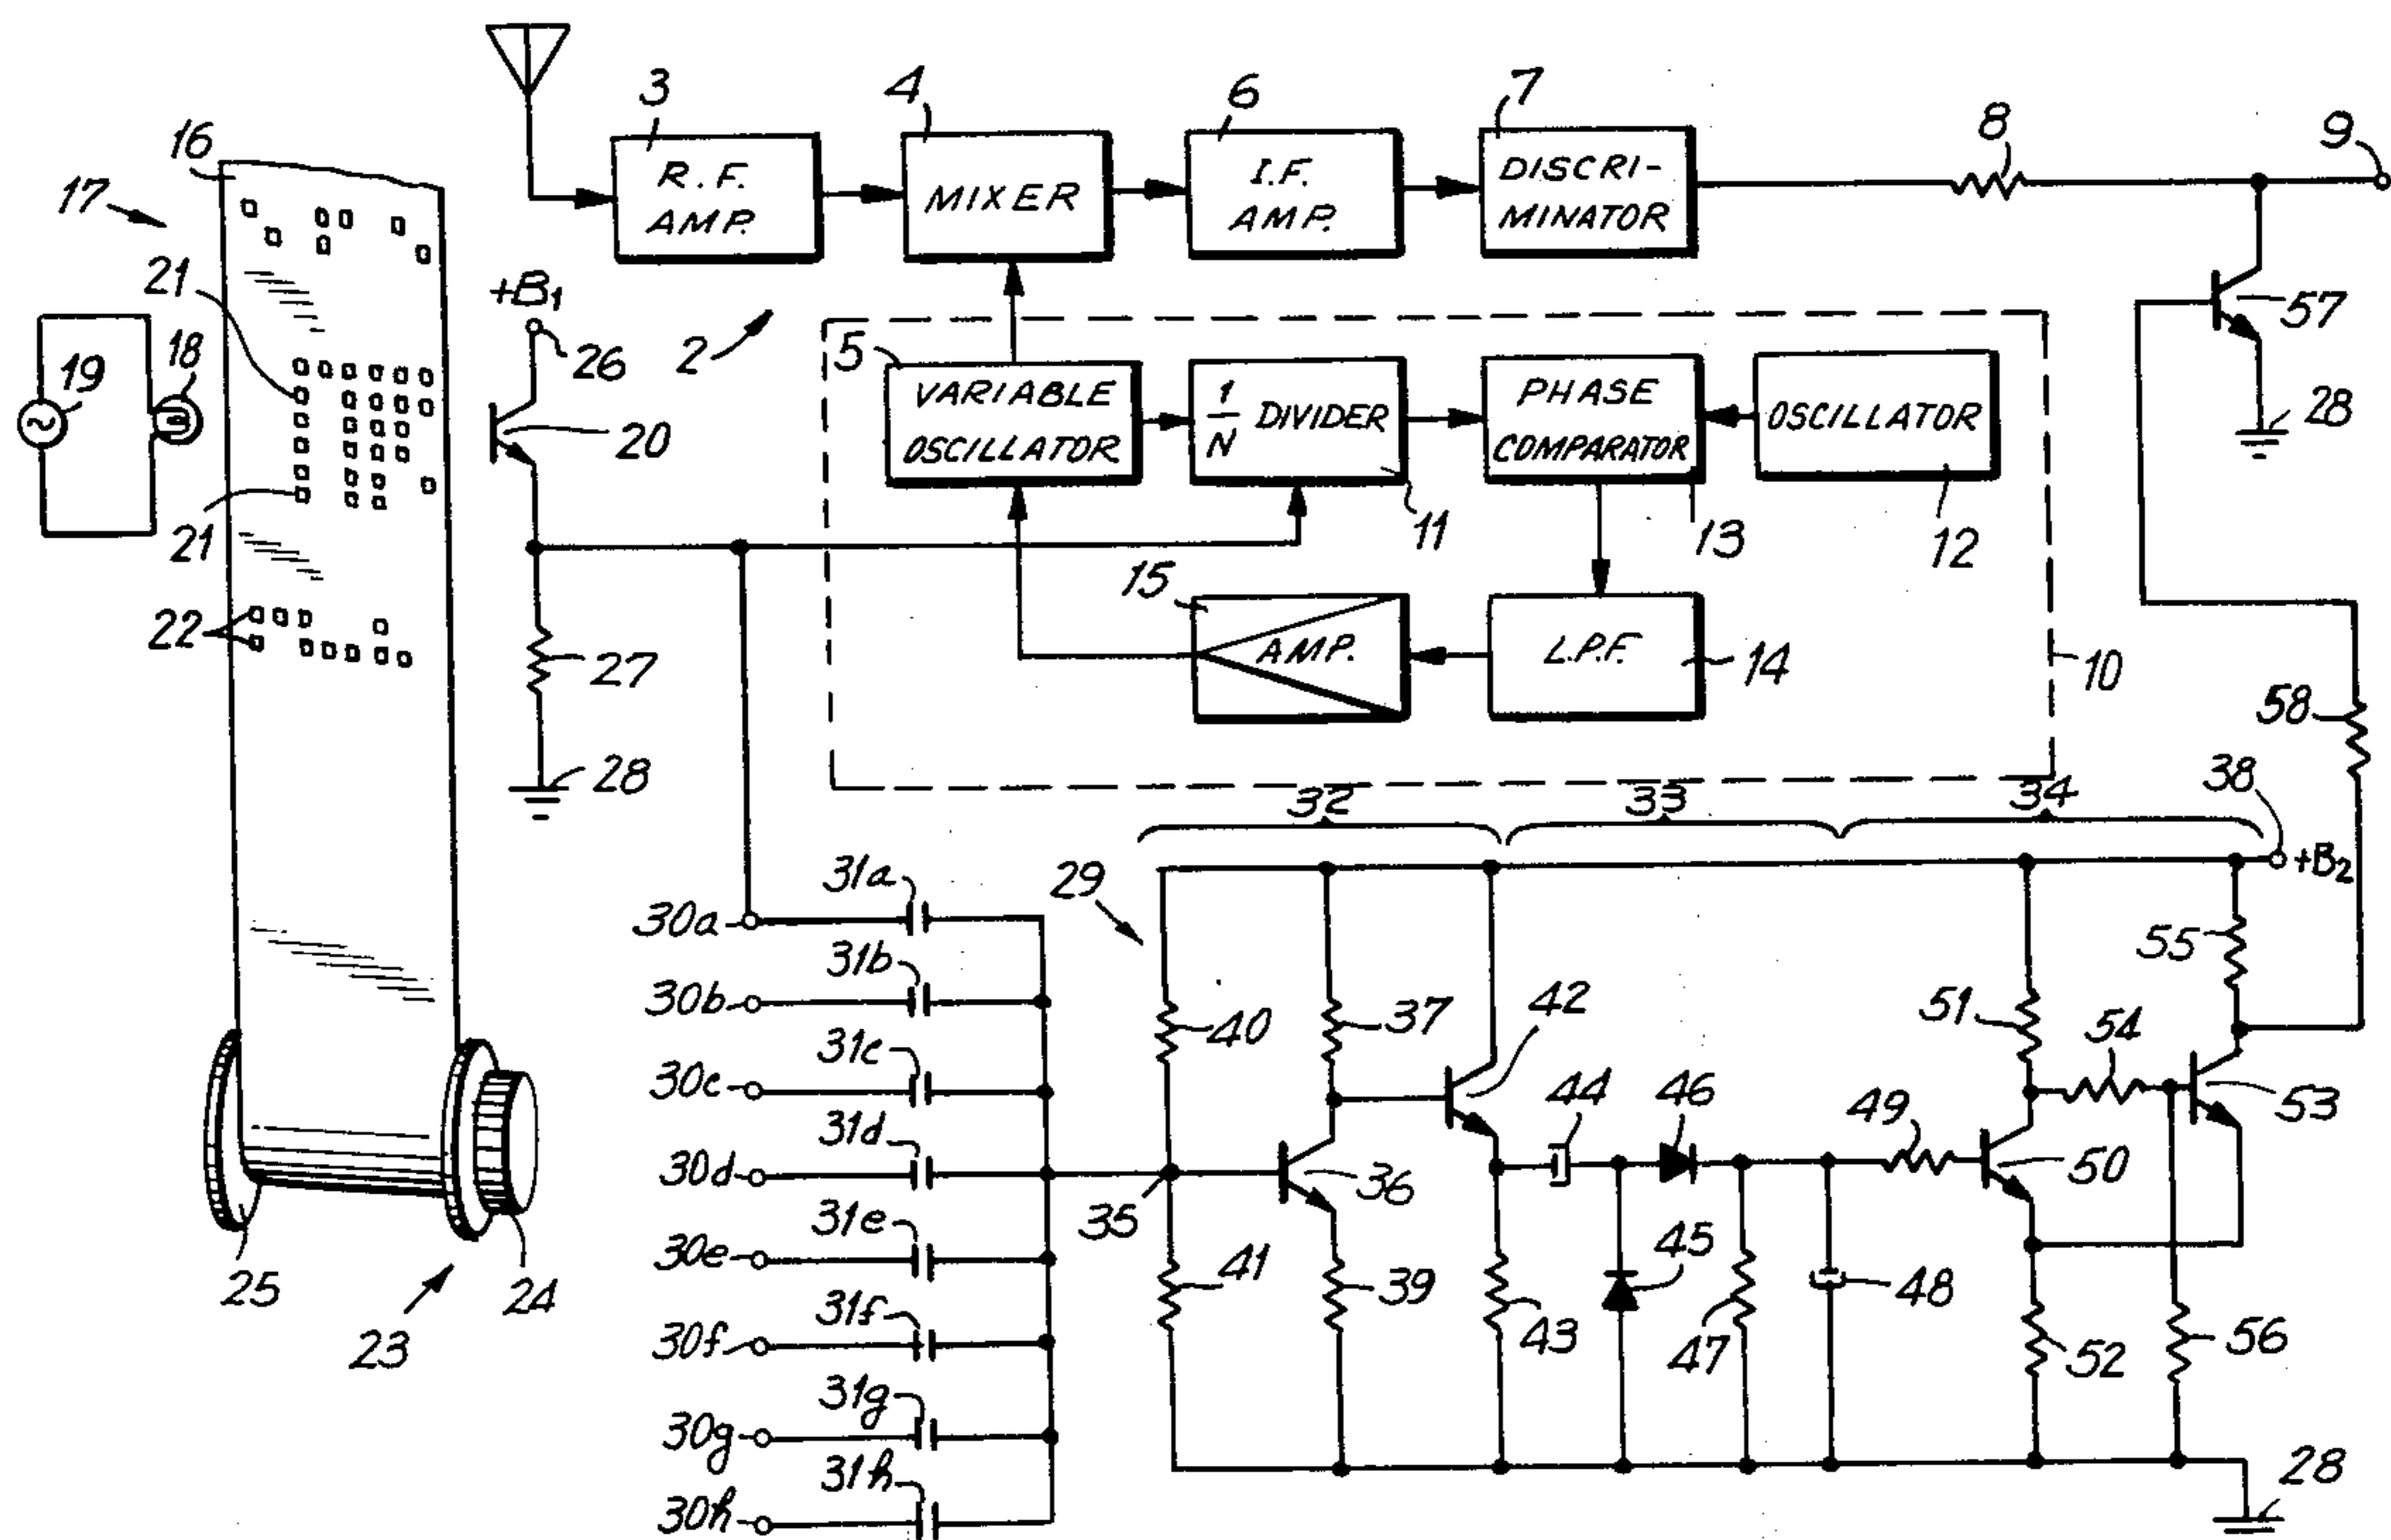 3
4
6
7
8
9
R.F.
AMP.
MIXER
I.F.
AMP.
DISCRI-
MINATOR
16
17
21
+B1
26
2
57
18
19
20
5
VARIABLE
OSCILLATOR
1/N DIVIDER
PHASE
COMPARATOR
OSCILLATOR
28
11
13
12
21
22
27
15
AMP.
L.P.F.
14
10
58
28
32
33
34
38
+B2
29
30a
31a
30b
31b
30c
31c
30d
31d
30e
31e
30f
31f
30g
31g
30h
31h
40
37
42
51
54
55
53
44
46
49
50
35
36
41
39
43
45
47
48
52
56
25
23
24
28